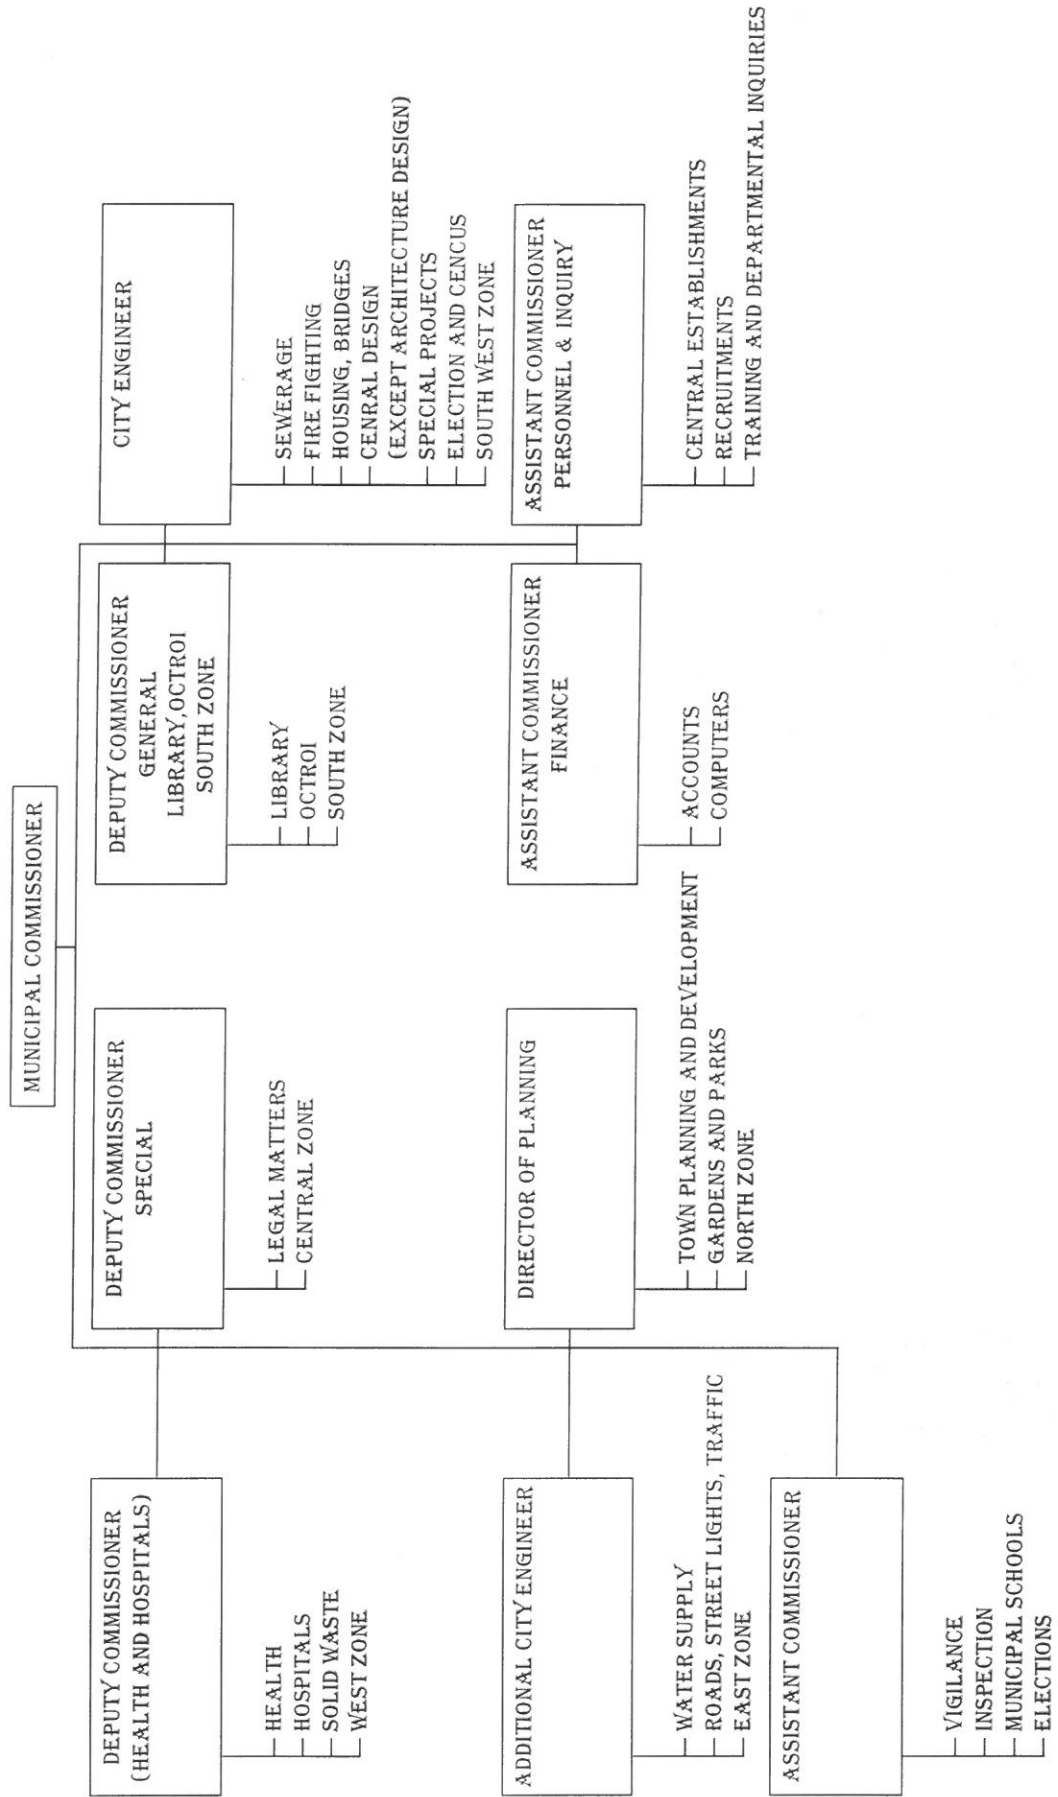 MUNICIPAL COMMISSIONER
DEPUTY COMMISSIONER
(HEALTH AND HOSPITALS)
HEALTH
HOSPITALS
SOLID WASTE
WEST ZONE
DEPUTY COMMISSIONER
SPECIAL
LEGAL MATTERS
CENTRAL ZONE
DEPUTY COMMISSIONER
GENERAL
LIBRARY,OCTROI
SOUTH ZONE
LIBRARY
OCTROI
SOUTH ZONE
CITY ENGINEER
SEWERAGE
FIRE FIGHTING
HOUSING, BRIDGES
CENRAL DESIGN
(EXCEPT ARCHITECTURE DESIGN)
SPECIAL PROJECTS
ELECTION AND CENCUS
SOUTH WEST ZONE
ADDITIONAL CITY ENGINEER
WATER SUPPLY
ROADS, STREET LIGHTS, TRAFFIC
EAST ZONE
DIRECTOR OF PLANNING
TOWN PLANNING AND DEVELOPMENT
GARDENS AND PARKS
NORTH ZONE
ASSISTANT COMMISSIONER
FINANCE
ACCOUNTS
COMPUTERS
ASSISTANT COMMISSIONER
PERSONNEL & INQUIRY
CENTRAL ESTABLISHMENTS
RECRUITMENTS
TRAINING AND DEPARTMENTAL INQUIRIES
ASSISTANT COMMISSIONER
VIGILANCE
INSPECTION
MUNICIPAL SCHOOLS
ELECTIONS